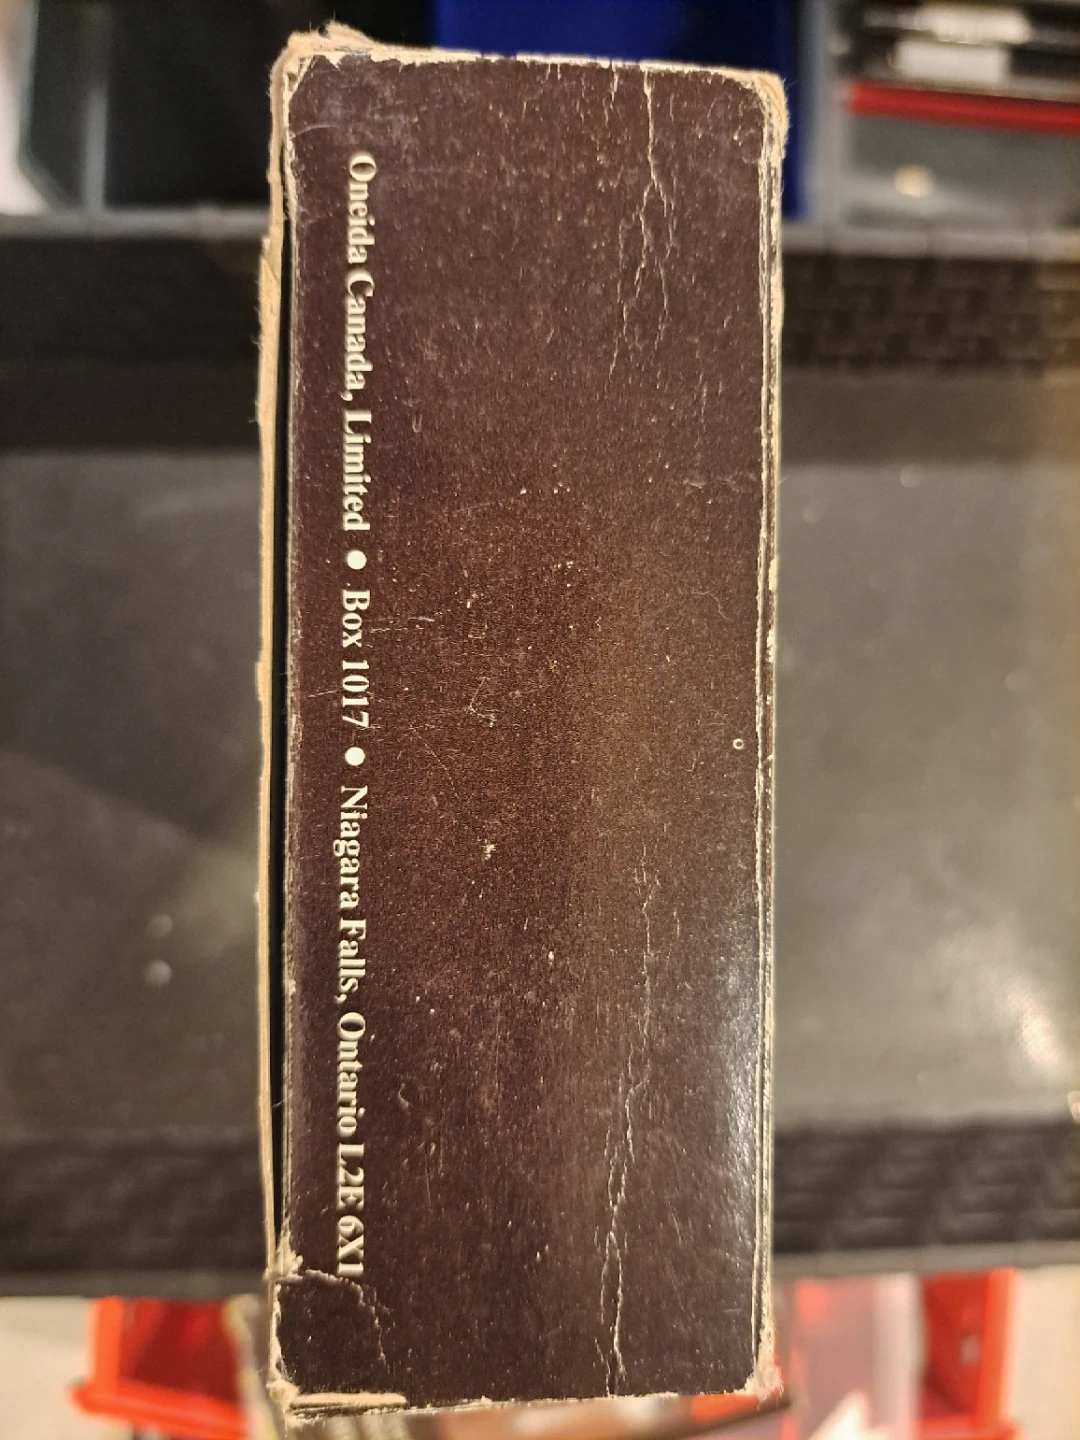 Oneida Canada, Limited ● Box 1017 ● Niagara Falls, Ontario L2E 6X1